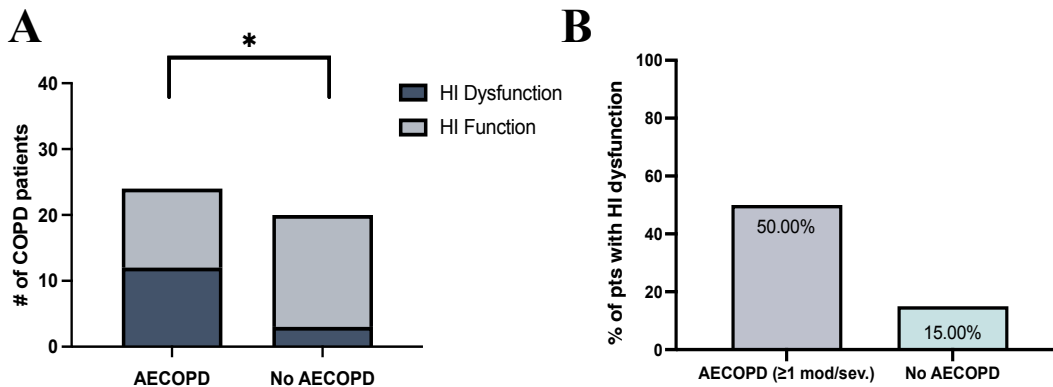 A
*
HI Dysfunction
HI Function
# of COPD patients
40
30
20
10
0
AECOPD
No AECOPD
B
% of pts with HI dysfunction
100
80
60
40
20
0
50.00%
15.00%
AECOPD (≥1 mod/sev.)
No AECOPD